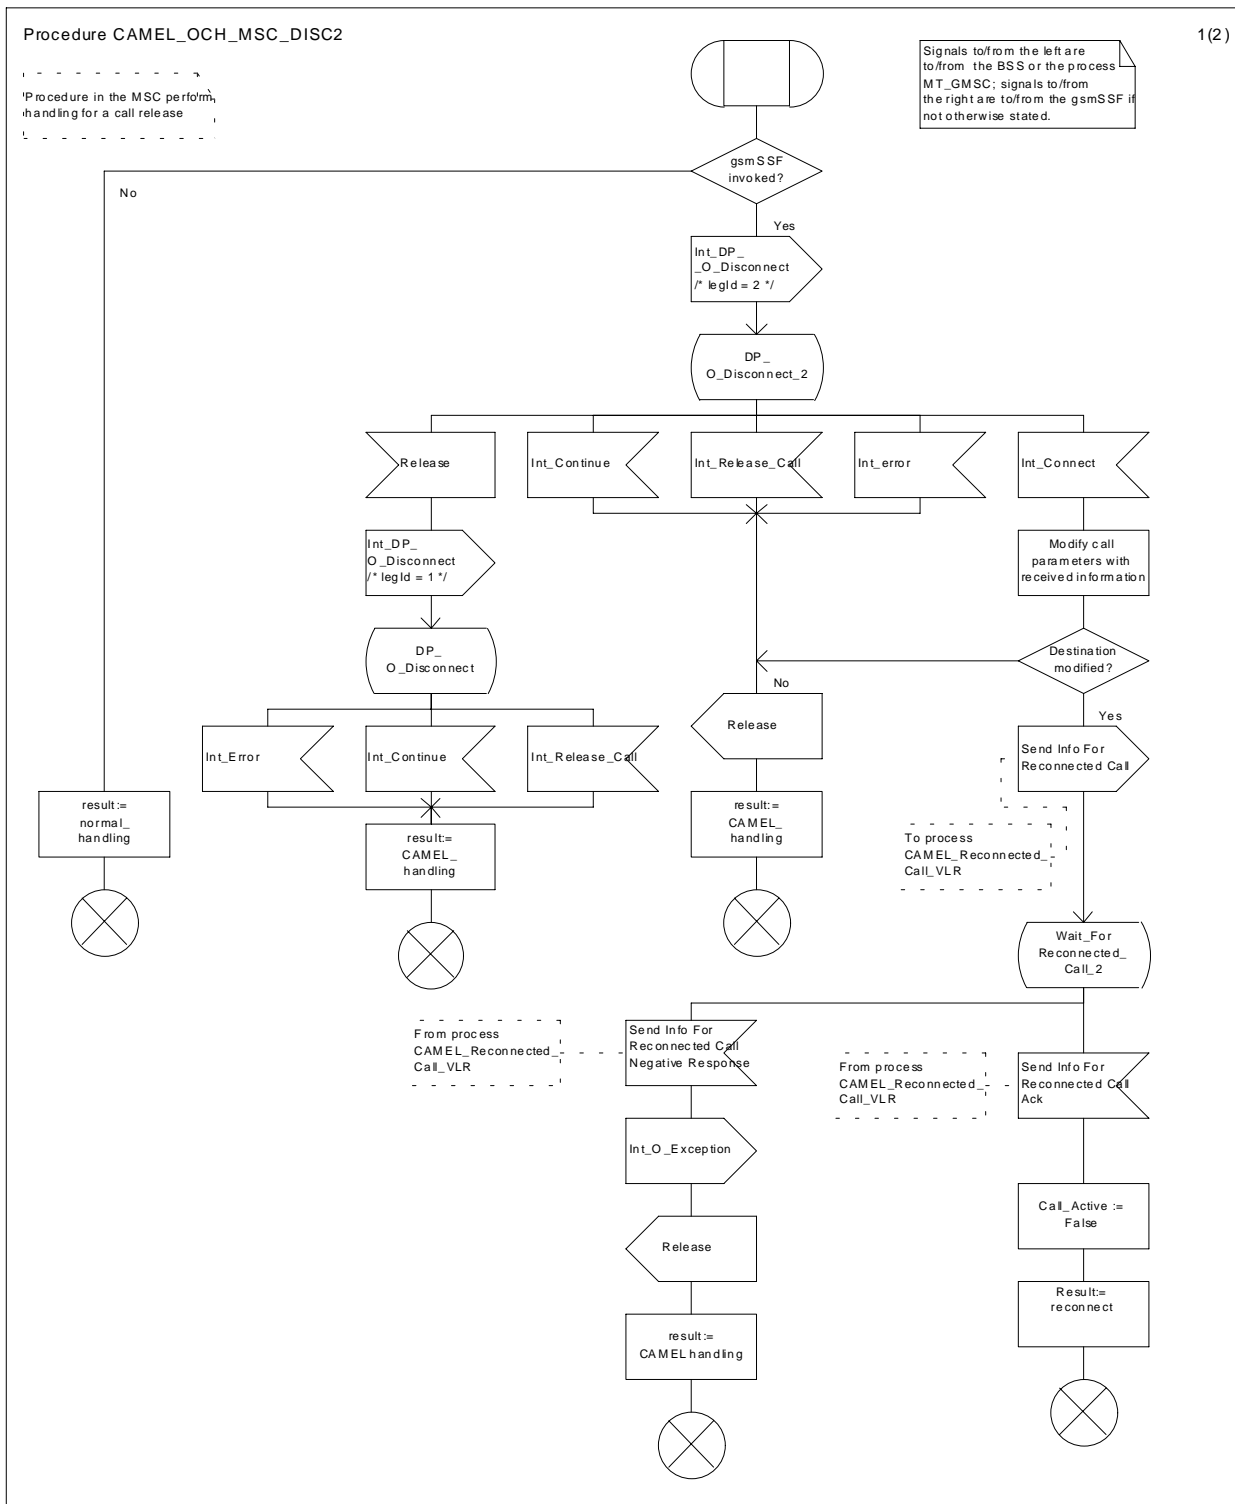 Procedure CAMEL_OCH_MSC_DISC2
1(2)
Procedure in the MSC perform
handling for a call release
Signals to/from the left are
to/from the BSS or the process
MT_GMSC; signals to/from
the right are to/from the gsmSSF if
not otherwise stated.
gsmSSF
invoked?
No
Yes
Int_DP_
_O_Disconnect
/* legId = 2 */
DP_
O_Disconnect_2
Release
Int_Continue
Int_Release_Call
Int_error
Int_Connect
Int_DP_
O_Disconnect
/* legId = 1 */
Modify call
parameters with
received information
DP_
O_Disconnect
Destination
modified?
No
Yes
Int_Error
Int_Continue
Int_Release_Call
Release
Send Info For
Reconnected Call
result:=
normal_
handling
result:=
CAMEL_
handling
result:=
CAMEL_
handling
To process
CAMEL_Reconnected_
Call_VLR
Wait_For
Reconnected_
Call_2
From process
CAMEL_Reconnected_
Call_VLR
Send Info For
Reconnected Call
Negative Response
From process
CAMEL_Reconnected_
Call_VLR
Send Info For
Reconnected Call
Ack
Int_O_Exception
Call_Active :=
False
Release
Result:=
reconnect
result:=
CAMEL handling